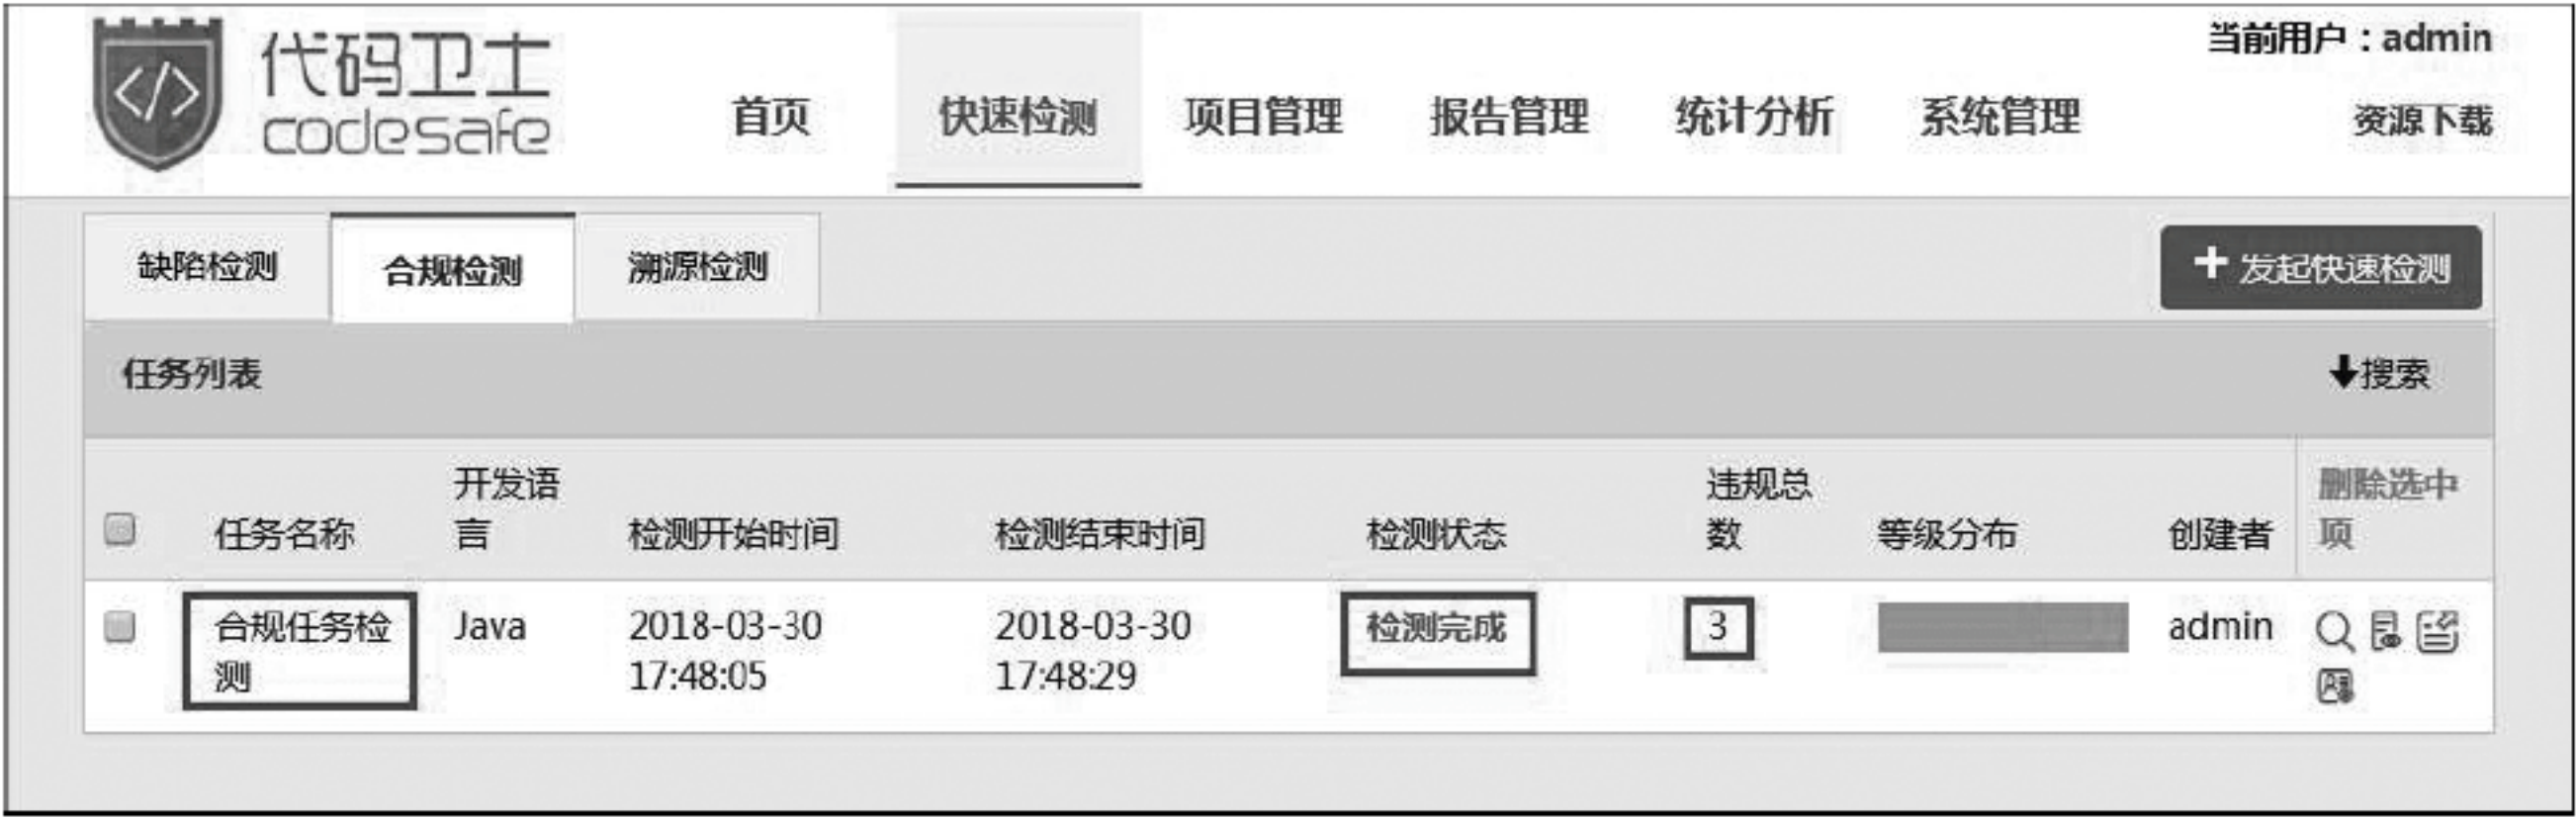 当前用户：admin
代码卫士
codesafe
首页 快速检测 项目管理 报告管理 统计分析 系统管理 资源下载
缺陷检测 合规检测 溯源检测 + 发起快速检测
任务列表 搜索
任务名称 开发语言 检测开始时间 检测结束时间 检测状态 违规总数 等级分布 创建者 删除选中项
合规任务检测 Java 2018-03-30 17:48:05 2018-03-30 17:48:29 检测完成 3 admin